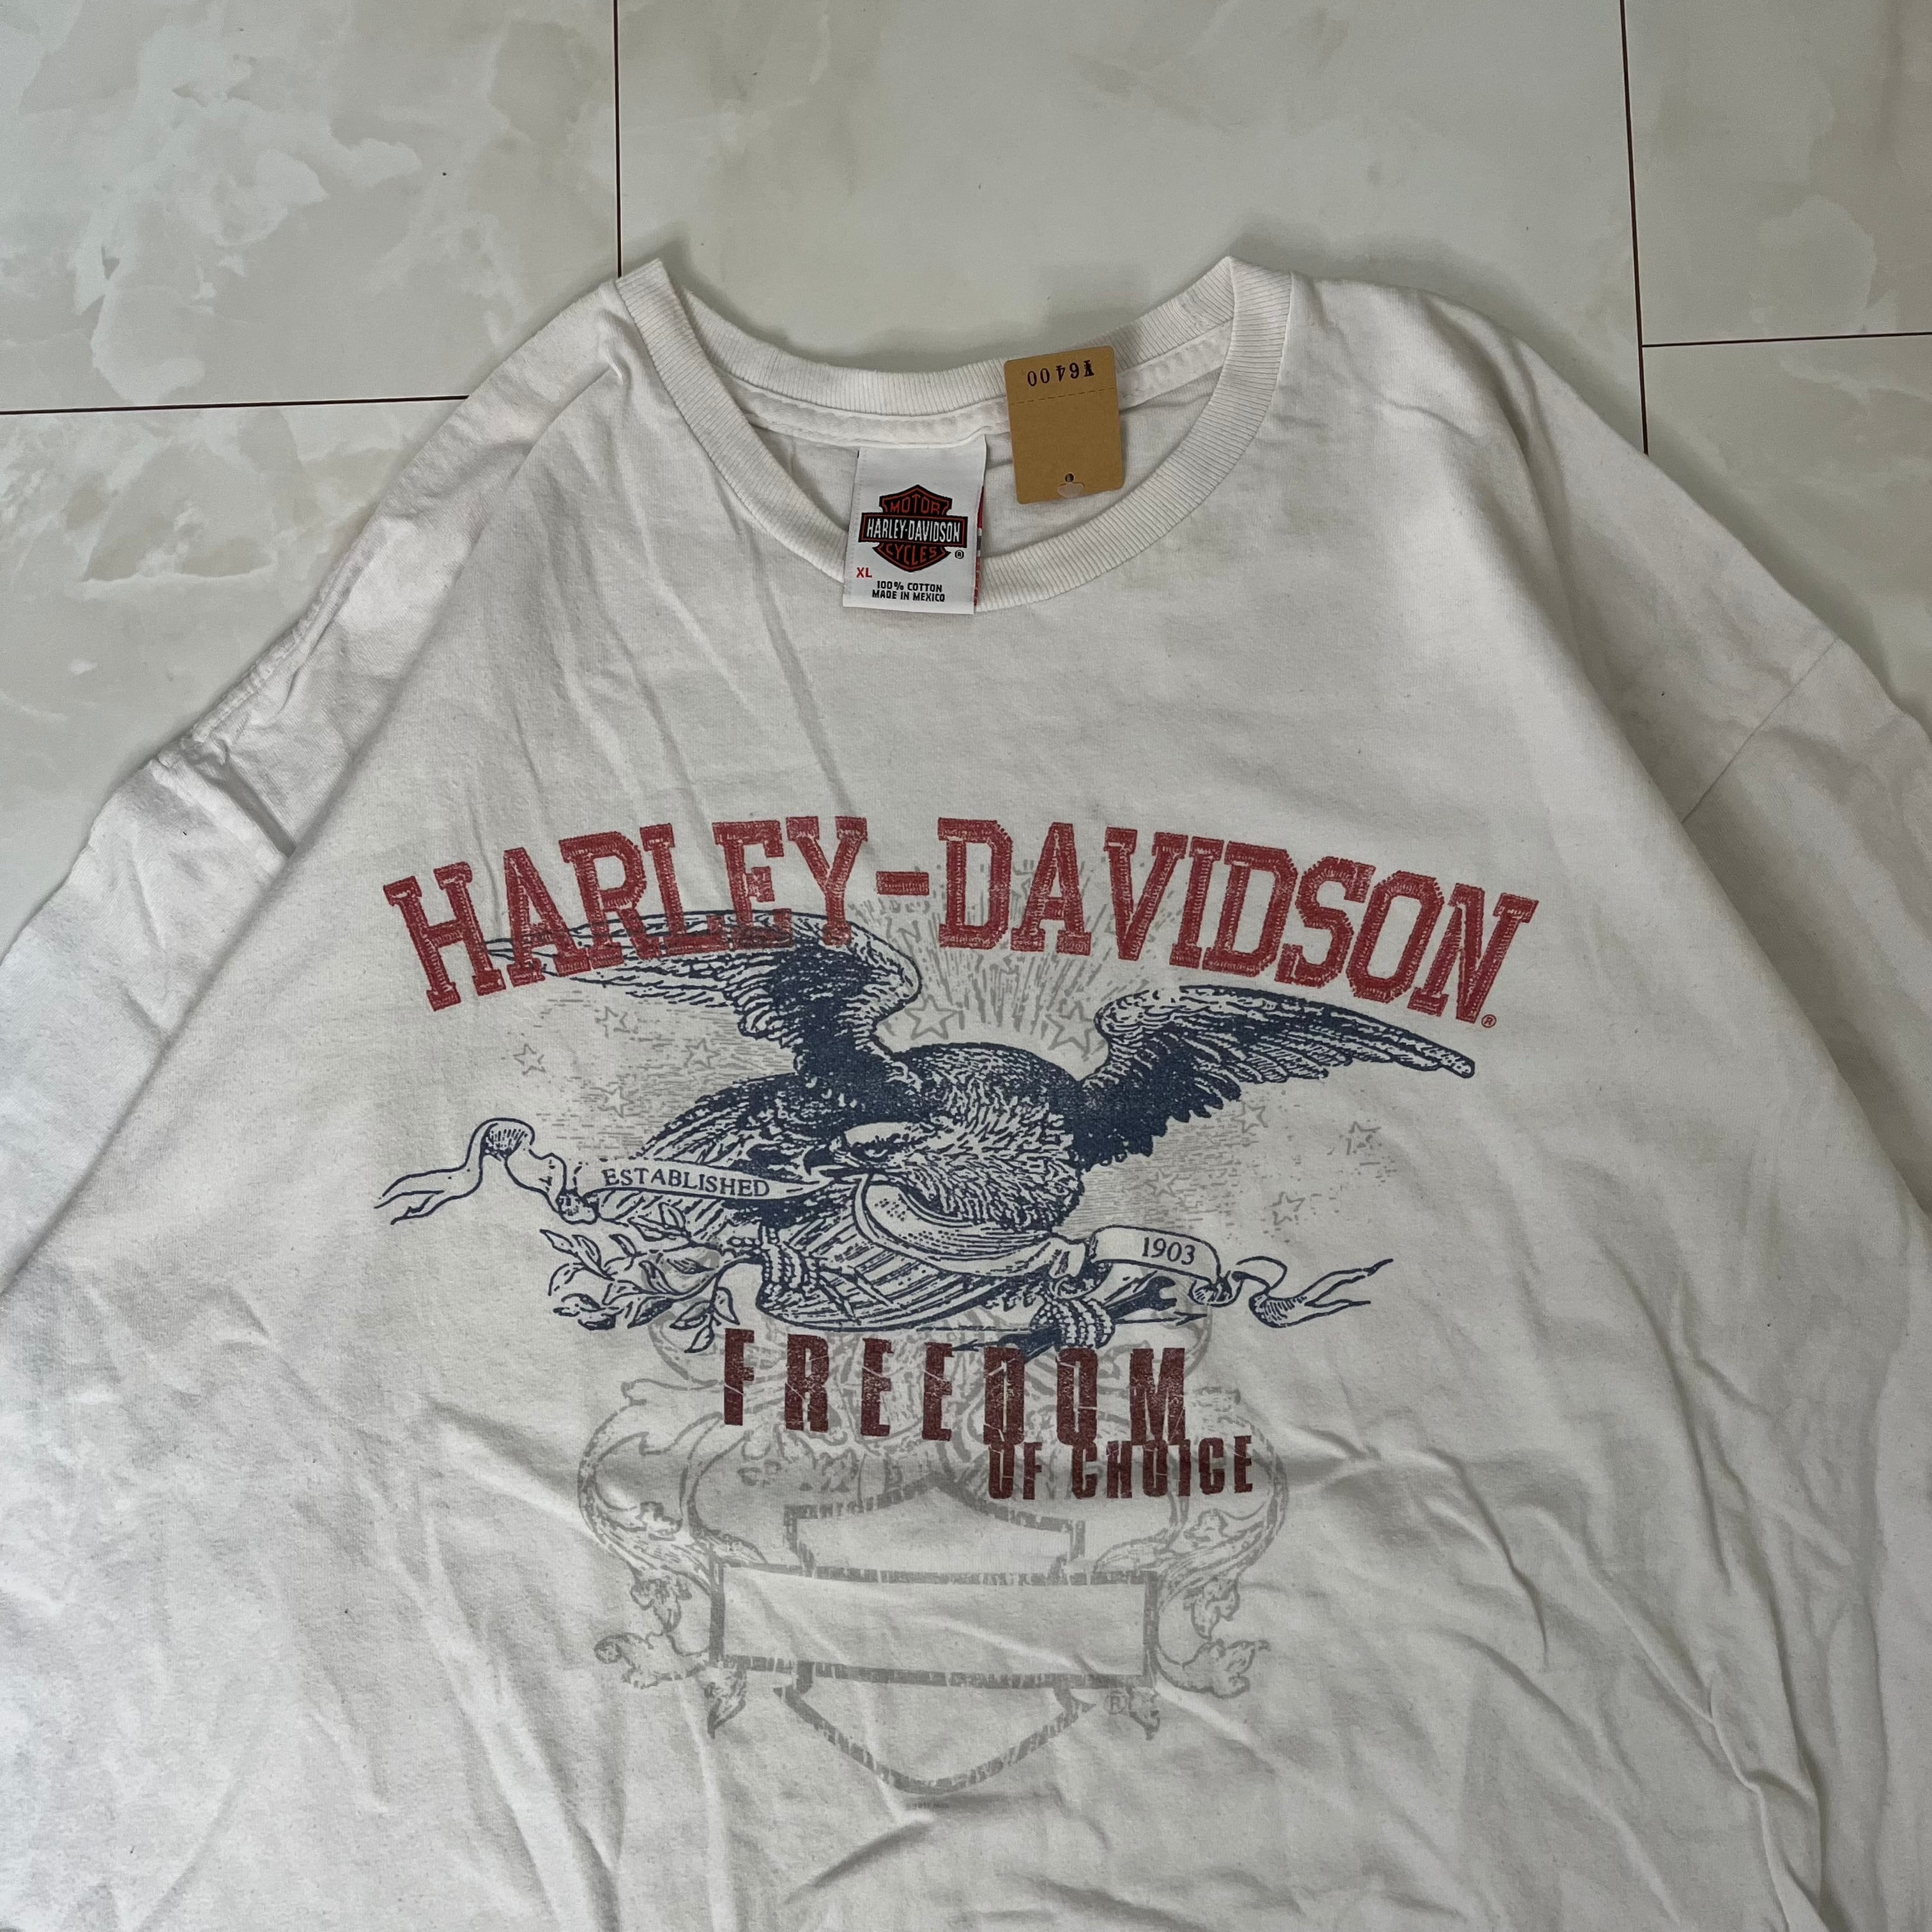 ¥6400
MOTOR
HARLEY-DAVIDSON
CYCLES
®
XL
100% COTTON
MADE IN MEXICO
HARLEY-DAVIDSON®
ESTABLISHED
1903
FREEDOM
OF CHOICE
®